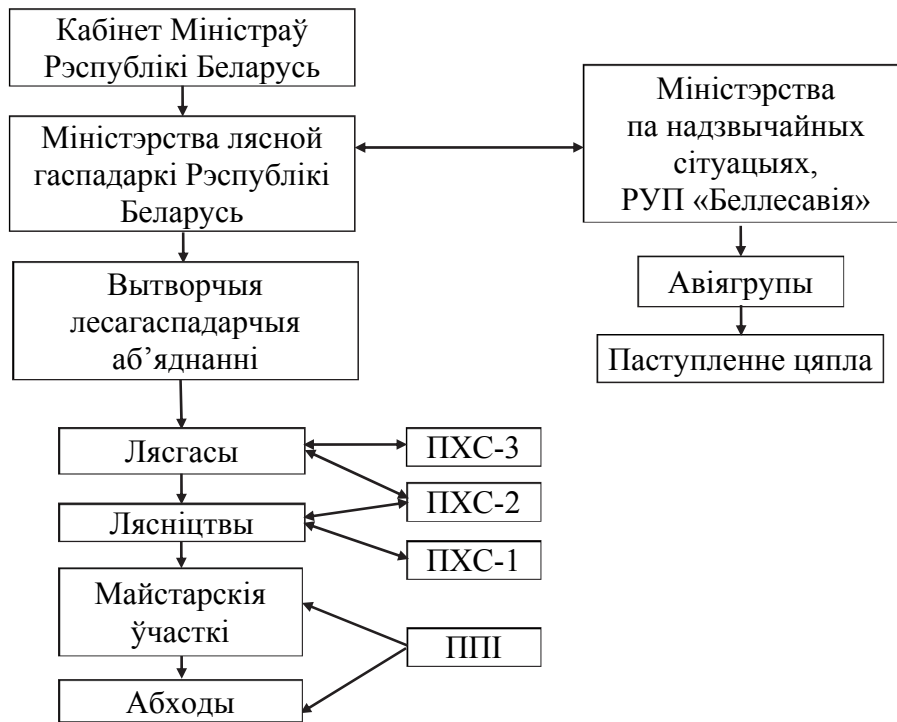 Кабінет Міністраў
Рэспублікі Беларусь
Міністэрства лясной
гаспадаркі Рэспублікі
Беларусь
Міністэрства
па надзвычайных
сітуацыях,
РУП «Беллесавія»
Вытворчыя
лесагаспадарчыя
аб’яднанні
Авіягрупы
Паступленне цяпла
Лясгасы
ПХС-3
ПХС-2
Лясніцтвы
ПХС-1
Майстарскія
ўчасткі
ППІ
Абходы